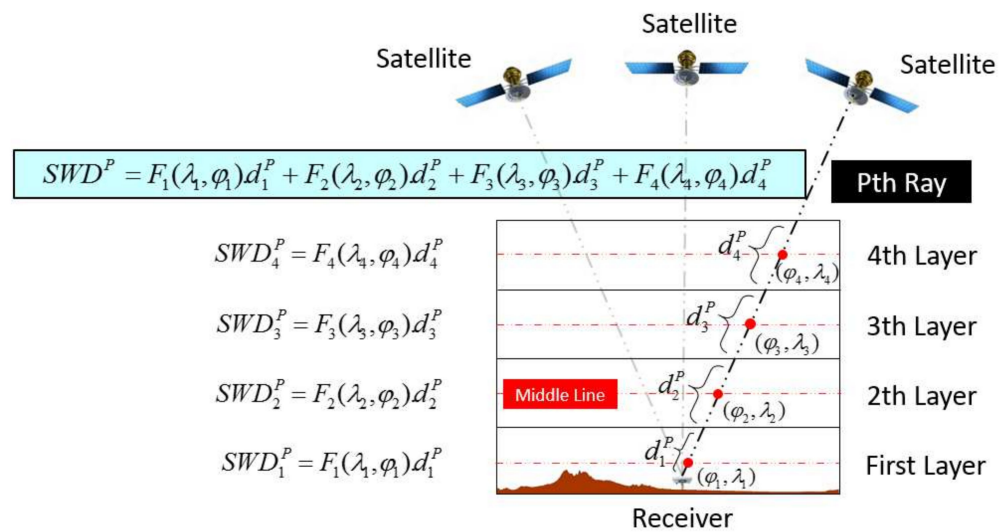 Satellite
Satellite
Satellite
SWD^P = F_1(λ_1,φ_1).d_1^P + F_2(λ_2,φ_2).d_2^P + F_3(λ_3,φ_3).d_3^P + F_4(λ_4,φ_4).d_4^P
Pth Ray
SWD_4^P = F_4(λ_4,φ_4).d_4^P
d_4^P
(φ_4,λ_4)
4th Layer
SWD_3^P = F_3(λ_3,φ_3).d_3^P
d_3^P
(φ_3,λ_3)
3th Layer
SWD_2^P = F_2(λ_2,φ_2).d_2^P
Middle Line
d_2^P
(φ_2,λ_2)
2th Layer
SWD_1^P = F_1(λ_1,φ_1).d_1^P
d_1^P
(φ_1,λ_1)
First Layer
Receiver